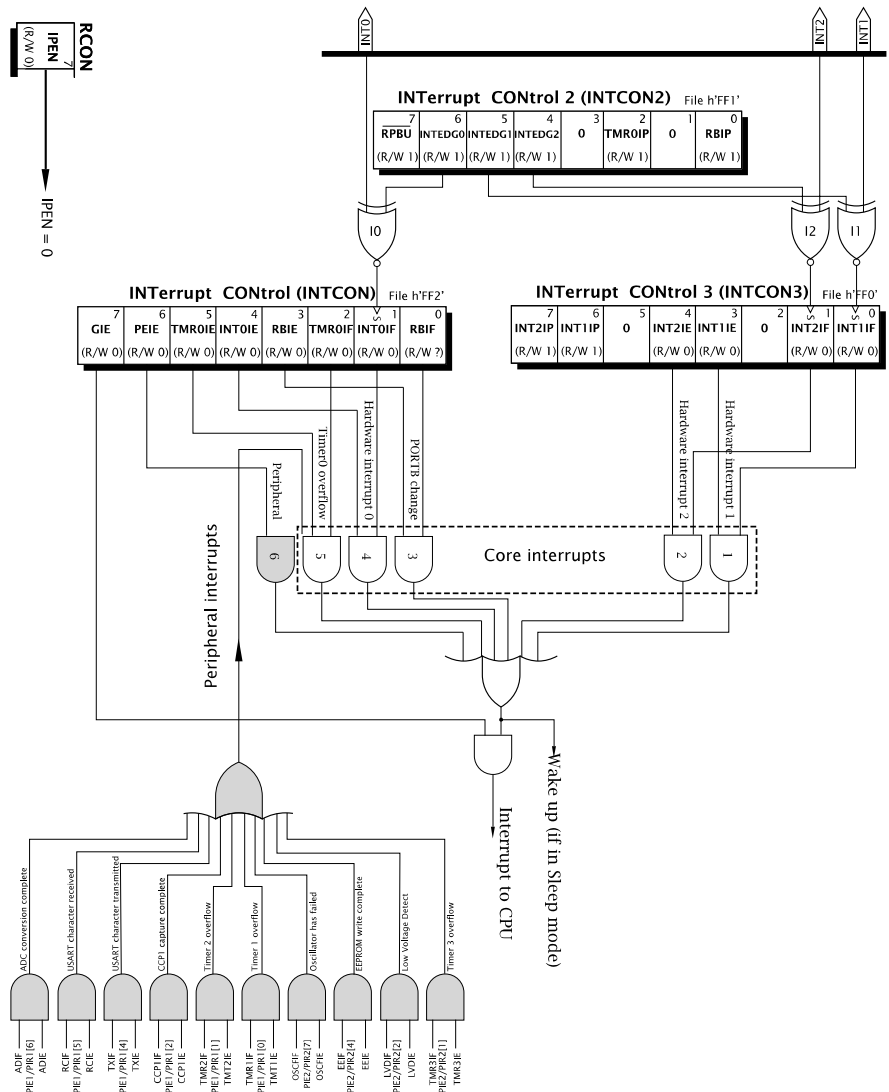 RCON
7
IPEN
(R/W 0)
IPEN = 0
INT0
INT2
INT1
INTerrupt CONtrol 2 (INTCON2) File h'FF1'
7 6 5 4 3 2 1 0
RPBU INTEDG0 INTEDG1 INTEDG2 0 TMR0IP 0 RBIP
(R/W 1) (R/W 1) (R/W 1) (R/W 1) (R/W 1) (R/W 1)
I0
I2
I1
INTerrupt CONtrol (INTCON) File h'FF2'
7 6 5 4 3 2 S 1 0
GIE PEIE TMR0IE INT0IE RBIE TMR0IF INT0IF RBIF
(R/W 0) (R/W 0) (R/W 0) (R/W 0) (R/W 0) (R/W 0) (R/W 0) (R/W ?)
INTerrupt CONtrol 3 (INTCON3) File h'FF0'
7 6 5 4 3 2 S 1 S 0
INT2IP INT1IP 0 INT2IE INT1IE 0 INT2IF INT1IF
(R/W 1) (R/W 1) (R/W 0) (R/W 0) (R/W 0) (R/W 0)
Peripheral
Timer0 overflow
Hardware interrupt 0
PORTB change
Hardware interrupt 2
Hardware interrupt 1
6
5
4
3
Core interrupts
2
1
Peripheral interrupts
Wake up (if in Sleep mode)
Interrupt to CPU
ADC conversion complete
USART character received
USART character transmitted
CCP1 capture complete
Timer 2 overflow
Timer 1 overflow
Oscillator has failed
EEPROM write complete
Low Voltage Detect
Timer 3 overflow
ADIF
PIE1/PIR1[6]
ADIE
RCIF
PIE1/PIR1[5]
RCIE
TXIF
PIE1/PIR1[4]
TXIE
CCP1IF
PIE1/PIR1[2]
CCP1IE
TMR2IF
PIE1/PIR1[1]
TMT2IE
TMR1IF
PIE1/PIR1[0]
TMT1IE
OSCFIF
PIE2/PIR2[7]
OSCFIE
EEIF
PIE2/PIR2[4]
EEIE
LVDIF
PIE2/PIR2[2]
LVDIE
TMR3IF
PIE2/PIR2[1]
TMR3IE